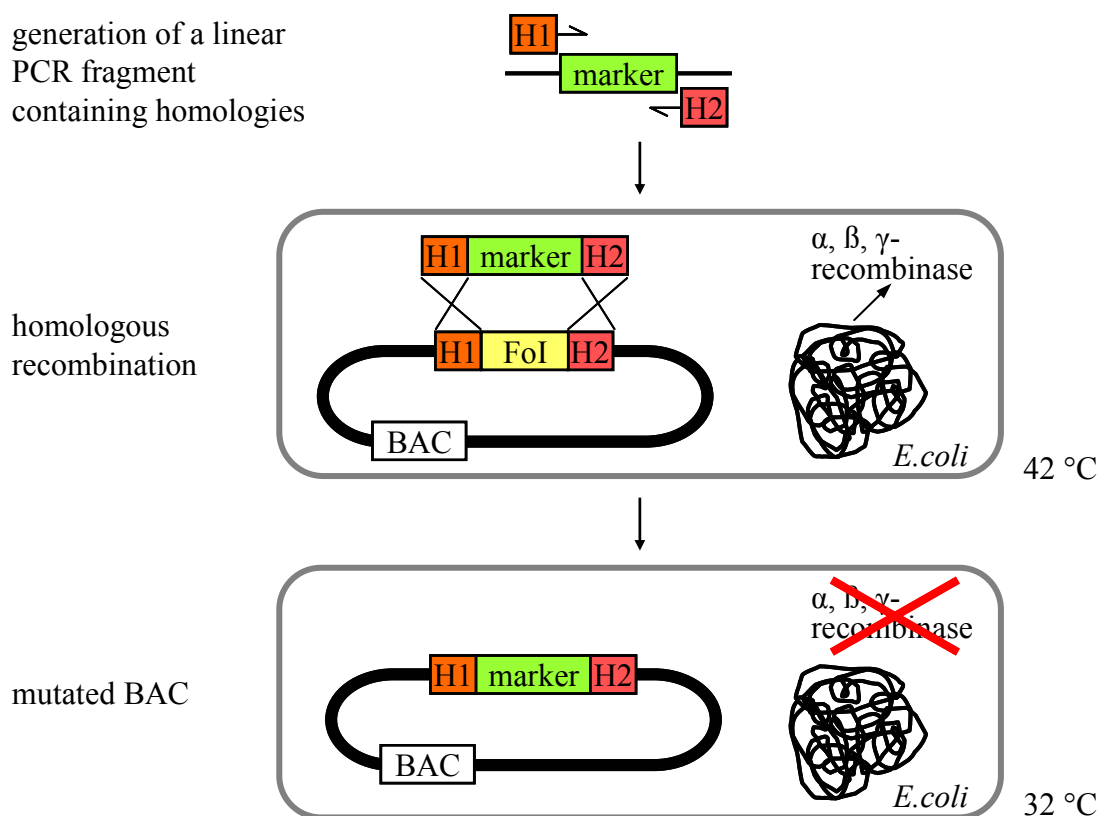 generation of a linear
PCR fragment
containing homologies
H1
marker
H2
homologous
recombination
H1 marker H2
H1 FoI H2
BAC
α, ß, γ-
recombinase
E.coli
42 °C
mutated BAC
H1 marker H2
BAC
α, ß, γ-
recombinase
E.coli
32 °C